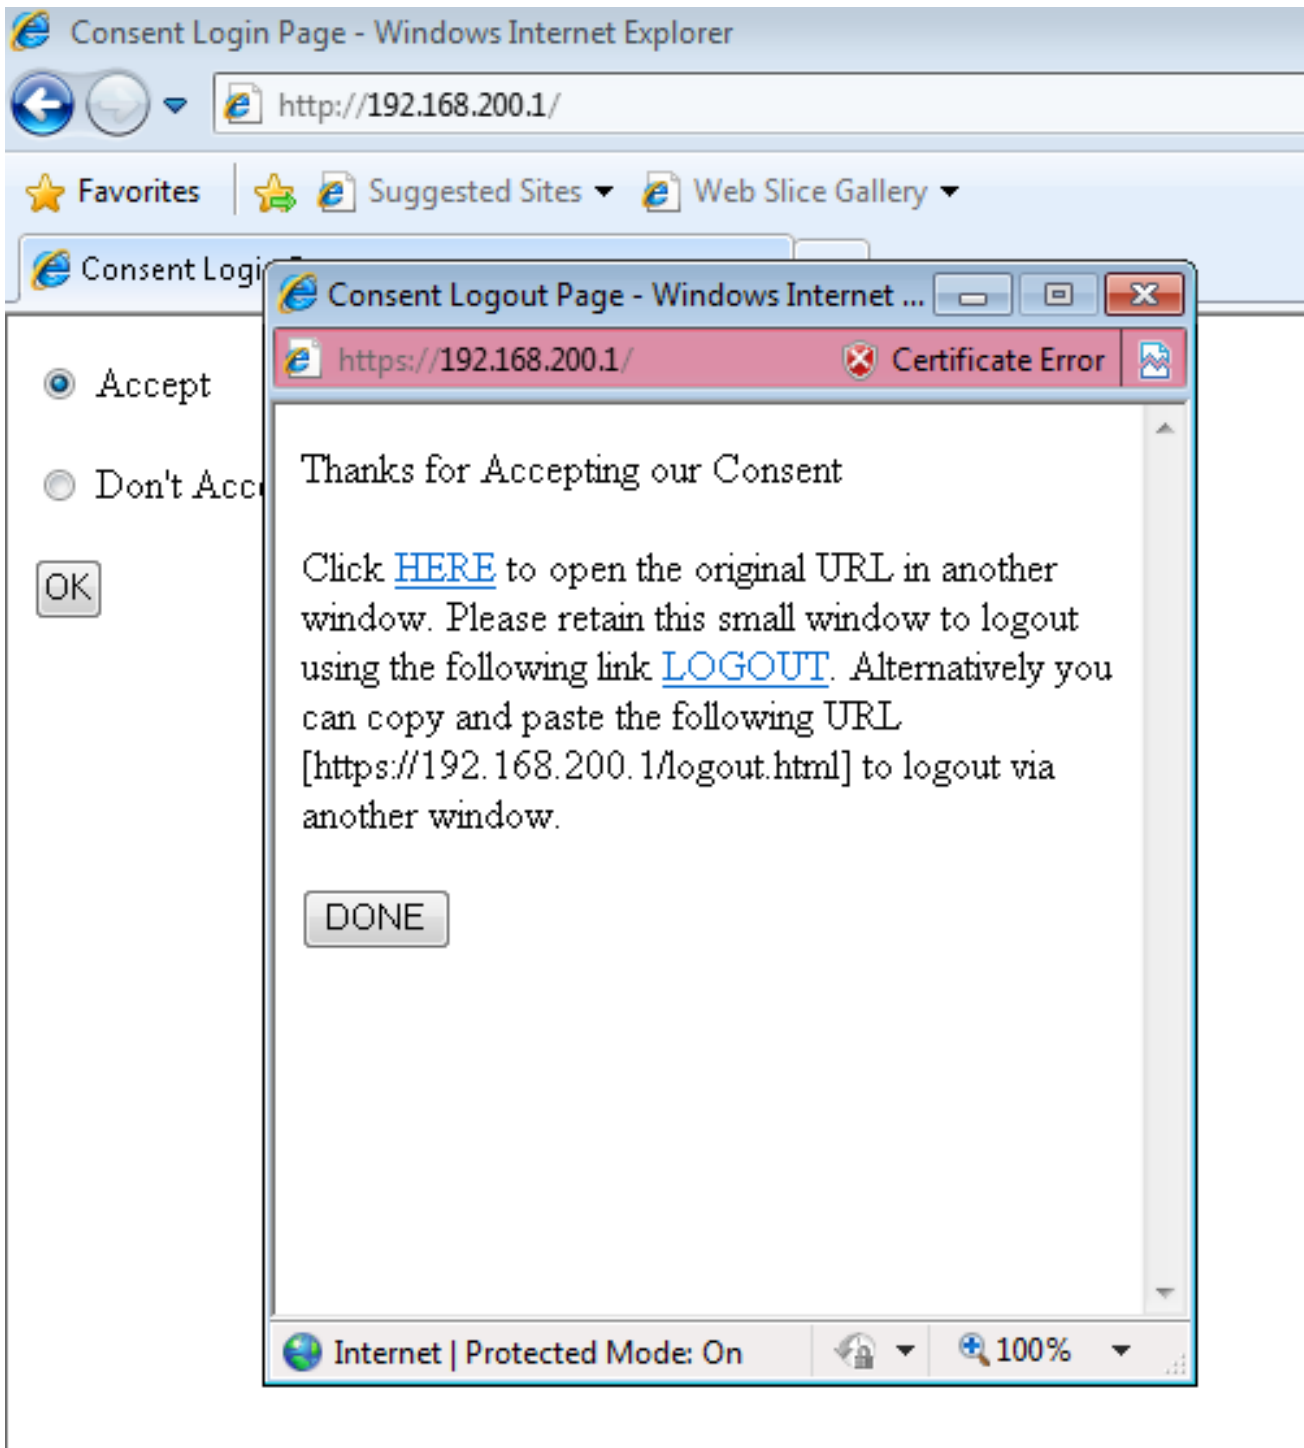 Consent Login Page - Windows Internet Explorer
http://192.168.200.1/
Favorites Suggested Sites Web Slice Gallery
Consent Logi
Accept
Don't Acc
OK
Consent Logout Page - Windows Internet ...
https://192.168.200.1/ Certificate Error
Thanks for Accepting our Consent
Click HERE to open the original URL in another
window. Please retain this small window to logout
using the following link LOGOUT. Alternatively you
can copy and paste the following URL
[https://192.168.200.1/logout.html] to logout via
another window.
DONE
Internet | Protected Mode: On 100%